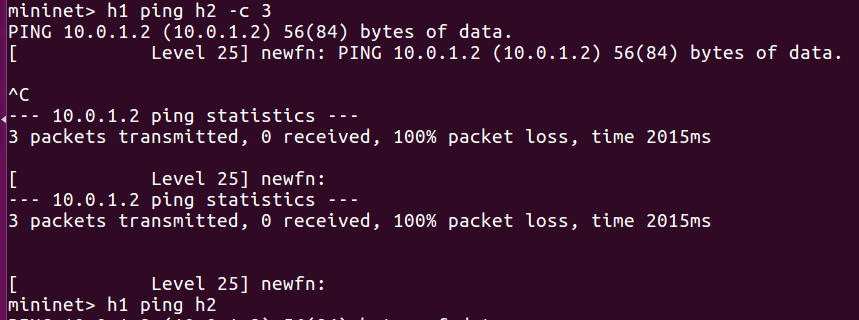 mininet> h1 ping h2 -c 3
PING 10.0.1.2 (10.0.1.2) 56(84) bytes of data.
[            Level 25] newfn: PING 10.0.1.2 (10.0.1.2) 56(84) bytes of data.
^C
--- 10.0.1.2 ping statistics ---
3 packets transmitted, 0 received, 100% packet loss, time 2015ms
[            Level 25] newfn:
--- 10.0.1.2 ping statistics ---
3 packets transmitted, 0 received, 100% packet loss, time 2015ms
[            Level 25] newfn:
mininet> h1 ping h2